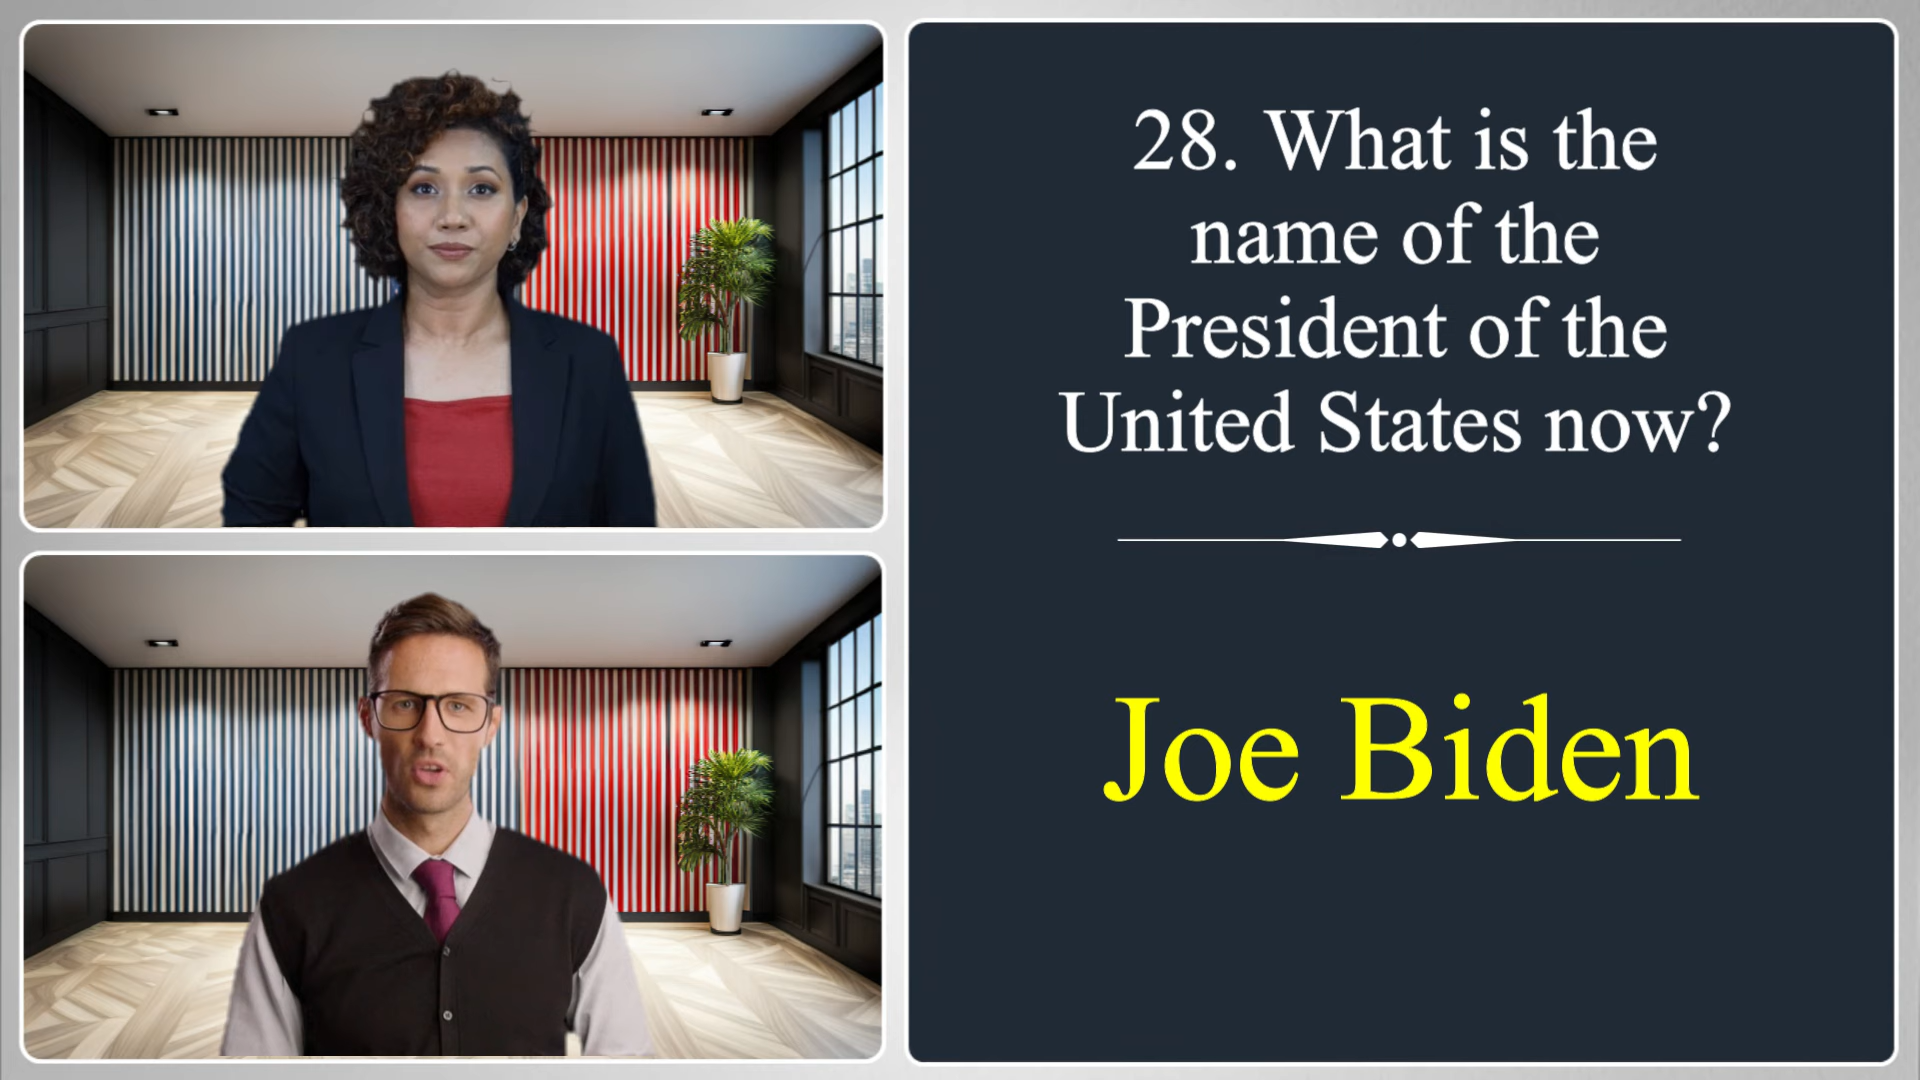 28. What is the
name of the
President of the
United States now?
Joe Biden